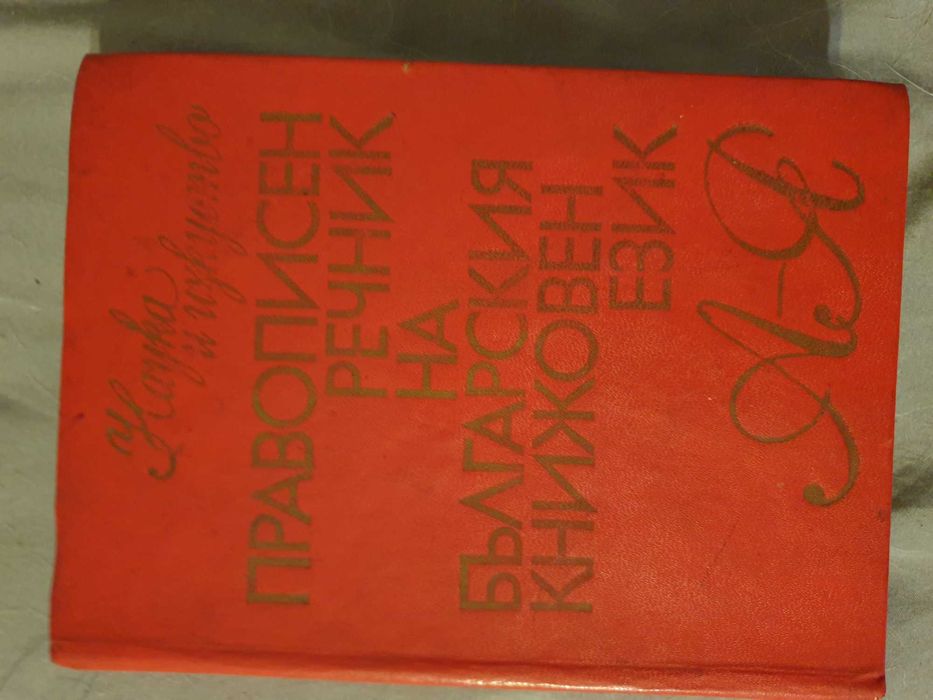 Наука
и изкуство
ПРАВОПИСЕН
РЕЧНИК
НА
БЪЛГАРСКИЯ
КНИЖОВЕН
ЕЗИК
А-Я